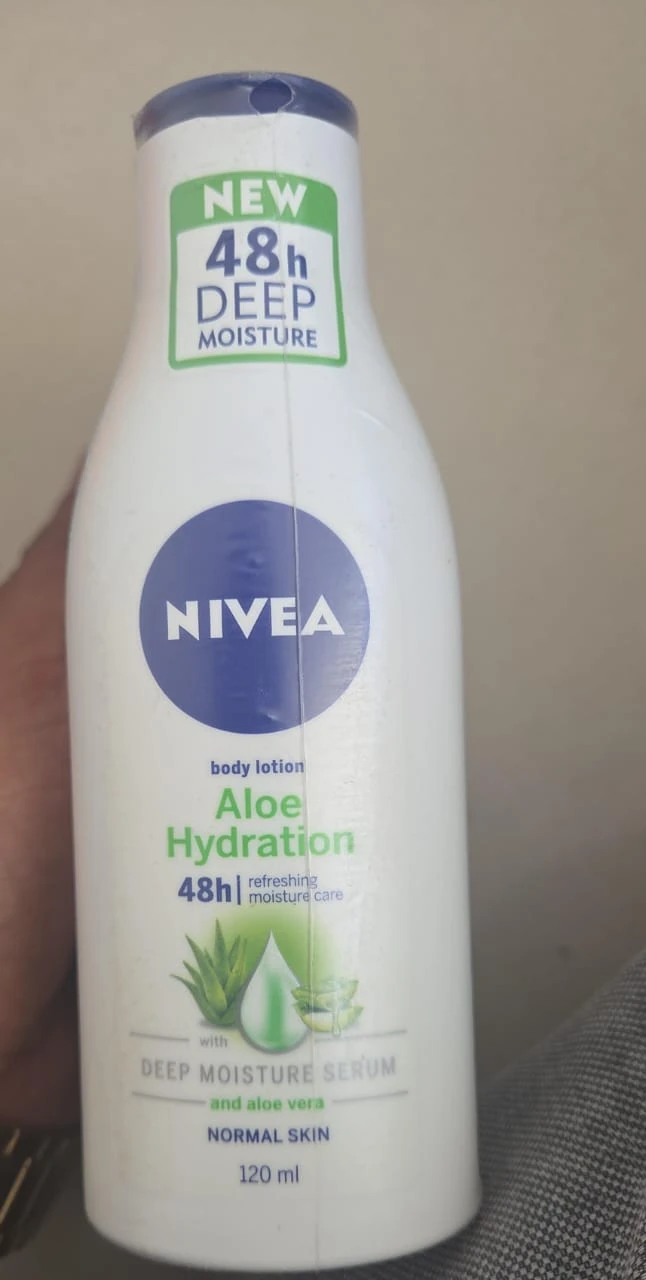 NEW
48h
DEEP
MOISTURE
NIVEA
body lotion
Aloe
Hydration
48h | refreshing
moisture care
with
DEEP MOISTURE SERUM
and aloe vera
NORMAL SKIN
120 ml